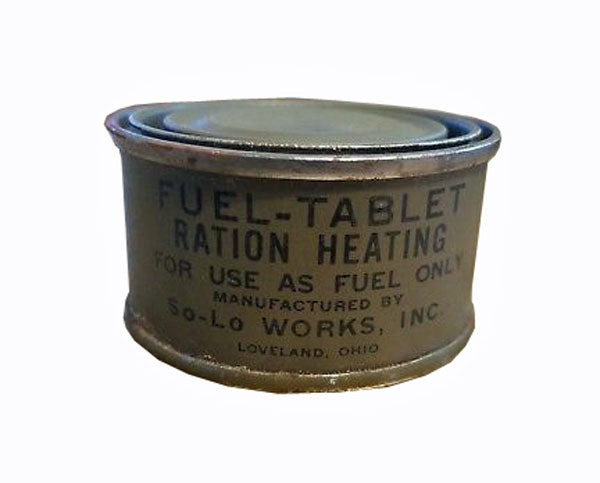 FUEL-TABLET
RATION HEATING
FOR USE AS FUEL ONLY
MANUFACTURED BY
So-Lo WORKS, INC.
LOVELAND, OHIO